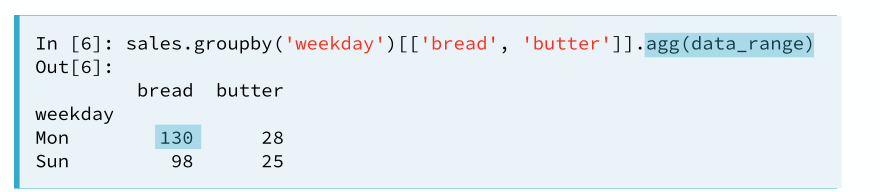 In [6]: sales.groupby('weekday')[['bread', 'butter']].agg(data_range)
Out[6]:
         bread  butter
weekday
Mon        130      28
Sun         98      25